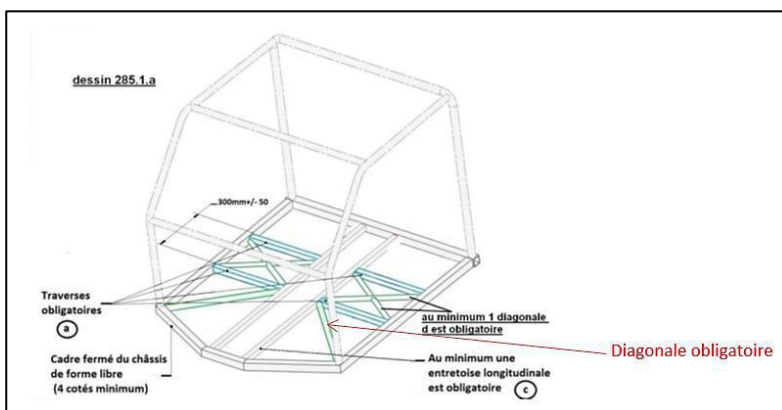 dessin 285.1.a
300mm+/- 50
Traverses
obligatoires
a
Cadre fermé du châssis
de forme libre
(4 cotés minimum)
au minimum 1 diagonale
d est obligatoire
Au minimum une
entretoise longitudinale
est obligatoire
c
Diagonale obligatoire